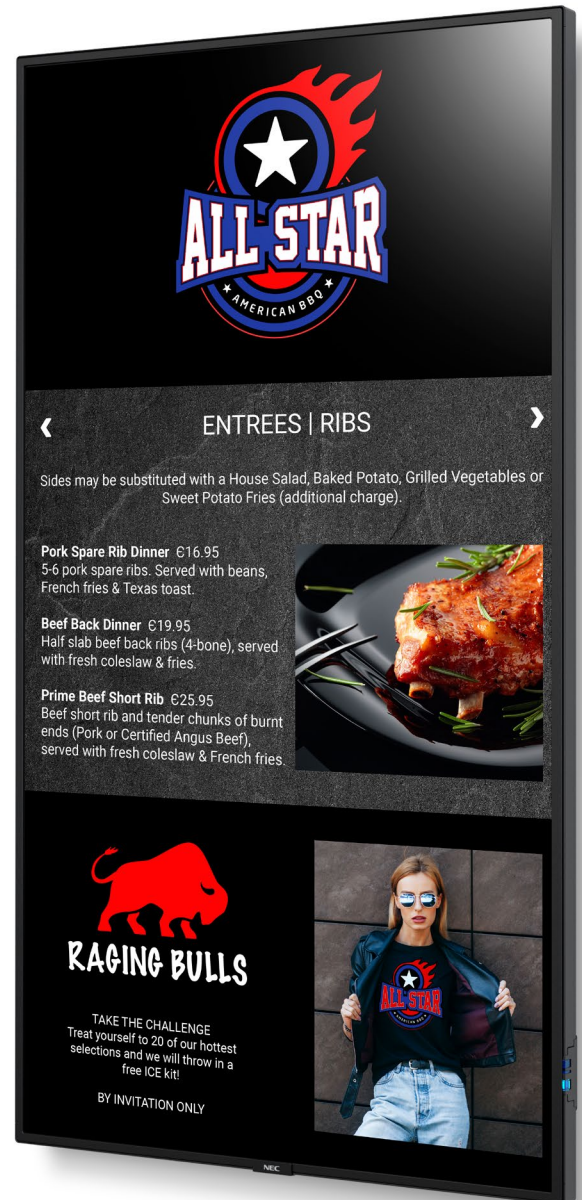 ALL STAR
★ AMERICAN BBQ ★
❮ ENTREES | RIBS ❯
Sides may be substituted with a House Salad, Baked Potato, Grilled Vegetables or
Sweet Potato Fries (additional charge).
Pork Spare Rib Dinner €16.95
5-6 pork spare ribs. Served with beans,
French fries & Texas toast.
Beef Back Dinner €19.95
Half slab beef back ribs (4-bone), served
with fresh coleslaw & fries.
Prime Beef Short Rib €25.95
Beef short rib and tender chunks of burnt
ends (Pork or Certified Angus Beef),
served with fresh coleslaw & French fries.
RAGING BULLS
TAKE THE CHALLENGE
Treat yourself to 20 of our hottest
selections and we will throw in a
free ICE kit!
BY INVITATION ONLY
ALL STAR
★ AMERICAN BBQ ★
NEC